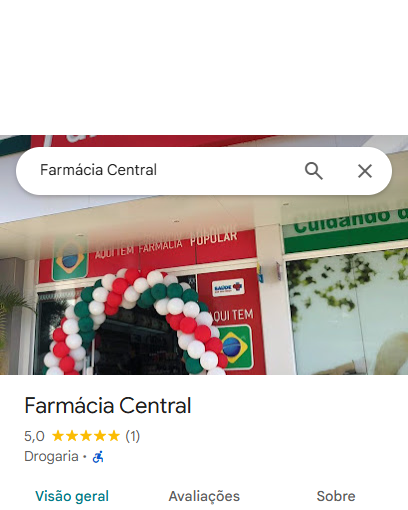 Farmácia Central
AQUI TEM FARMÁCIA POPULAR
Cuidando d
SAÚDE
AQUI TEM
Farmácia Central
5,0 (1)
Drogaria ·
Visão geral
Avaliações
Sobre